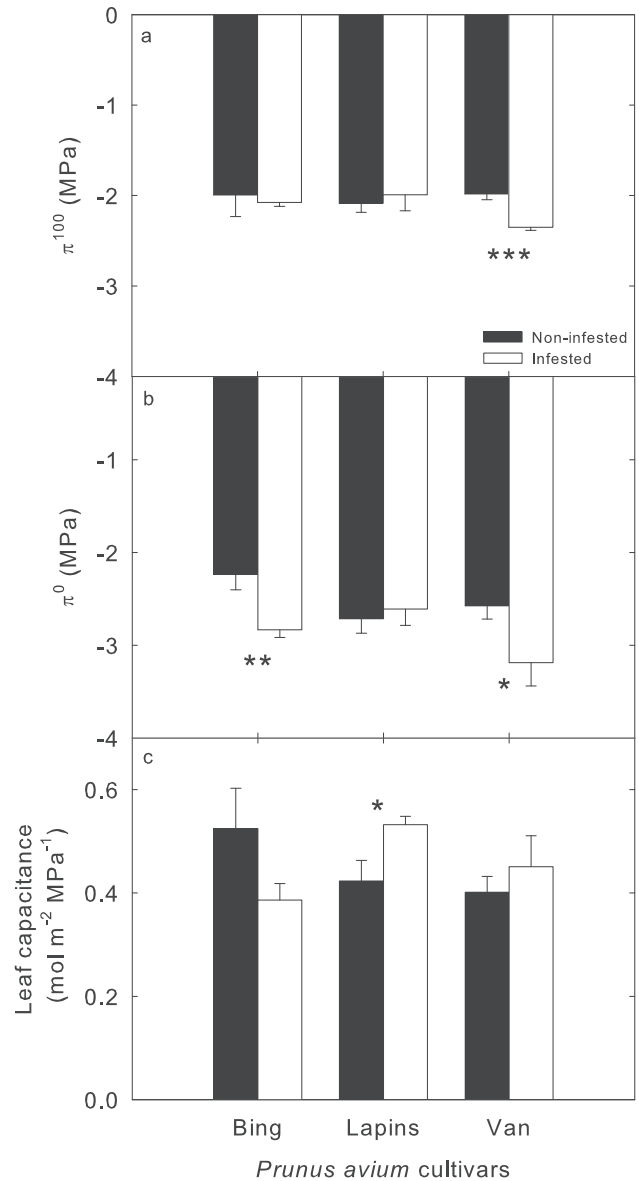 0
a
-1
-2
-3
π¹⁰⁰ (MPa)
***
Non-infested
Infested
-4
b
-1
-2
-3
π⁰ (MPa)
**
*
-4
c
0.6
0.4
0.2
0.0
Leaf capacitance
(mol m⁻² MPa⁻¹)
*
Bing Lapins Van
Prunus avium cultivars